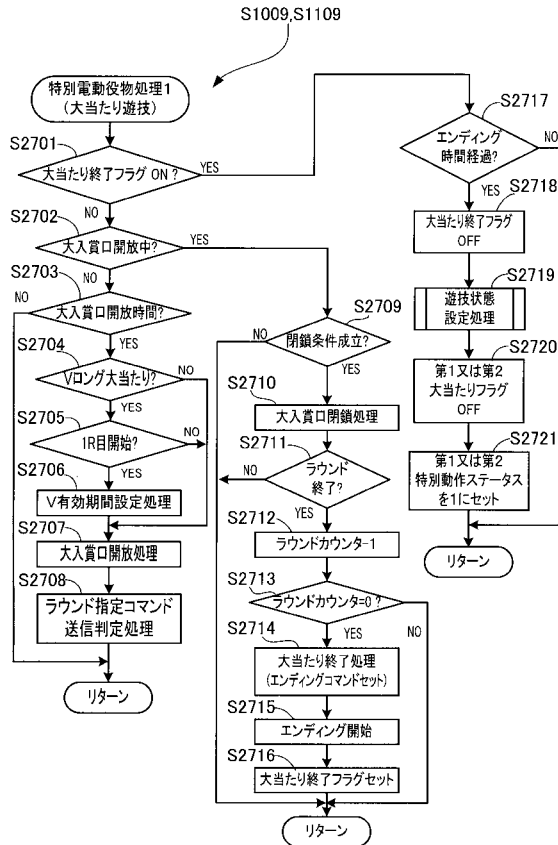 S1009,S1109
特別電動役物処理1
(大当たり遊技)
S2701
大当たり終了フラグ ON?
YES
NO
S2702
大入賞口開放中?
YES
NO
S2703
大入賞口開放時間?
NO
YES
S2704
Vロング大当たり?
NO
YES
S2705
1R目開始?
NO
YES
S2706
V有効期間設定処理
S2707
大入賞口開放処理
S2708
ラウンド指定コマンド
送信判定処理
リターン
S2709
閉鎖条件成立?
NO
YES
S2710
大入賞口閉鎖処理
S2711
ラウンド
終了?
NO
YES
S2712
ラウンドカウンタ-1
S2713
ラウンドカウンタ=0?
YES
NO
S2714
大当たり終了処理
(エンディングコマンドセット)
S2715
エンディング開始
S2716
大当たり終了フラグセット
リターン
S2717
エンディング
時間経過?
NO
YES
S2718
大当たり終了フラグ
OFF
S2719
遊技状態
設定処理
S2720
第1又は第2
大当たりフラグ
OFF
S2721
第1又は第2
特別動作ステータス
を1にセット
リターン